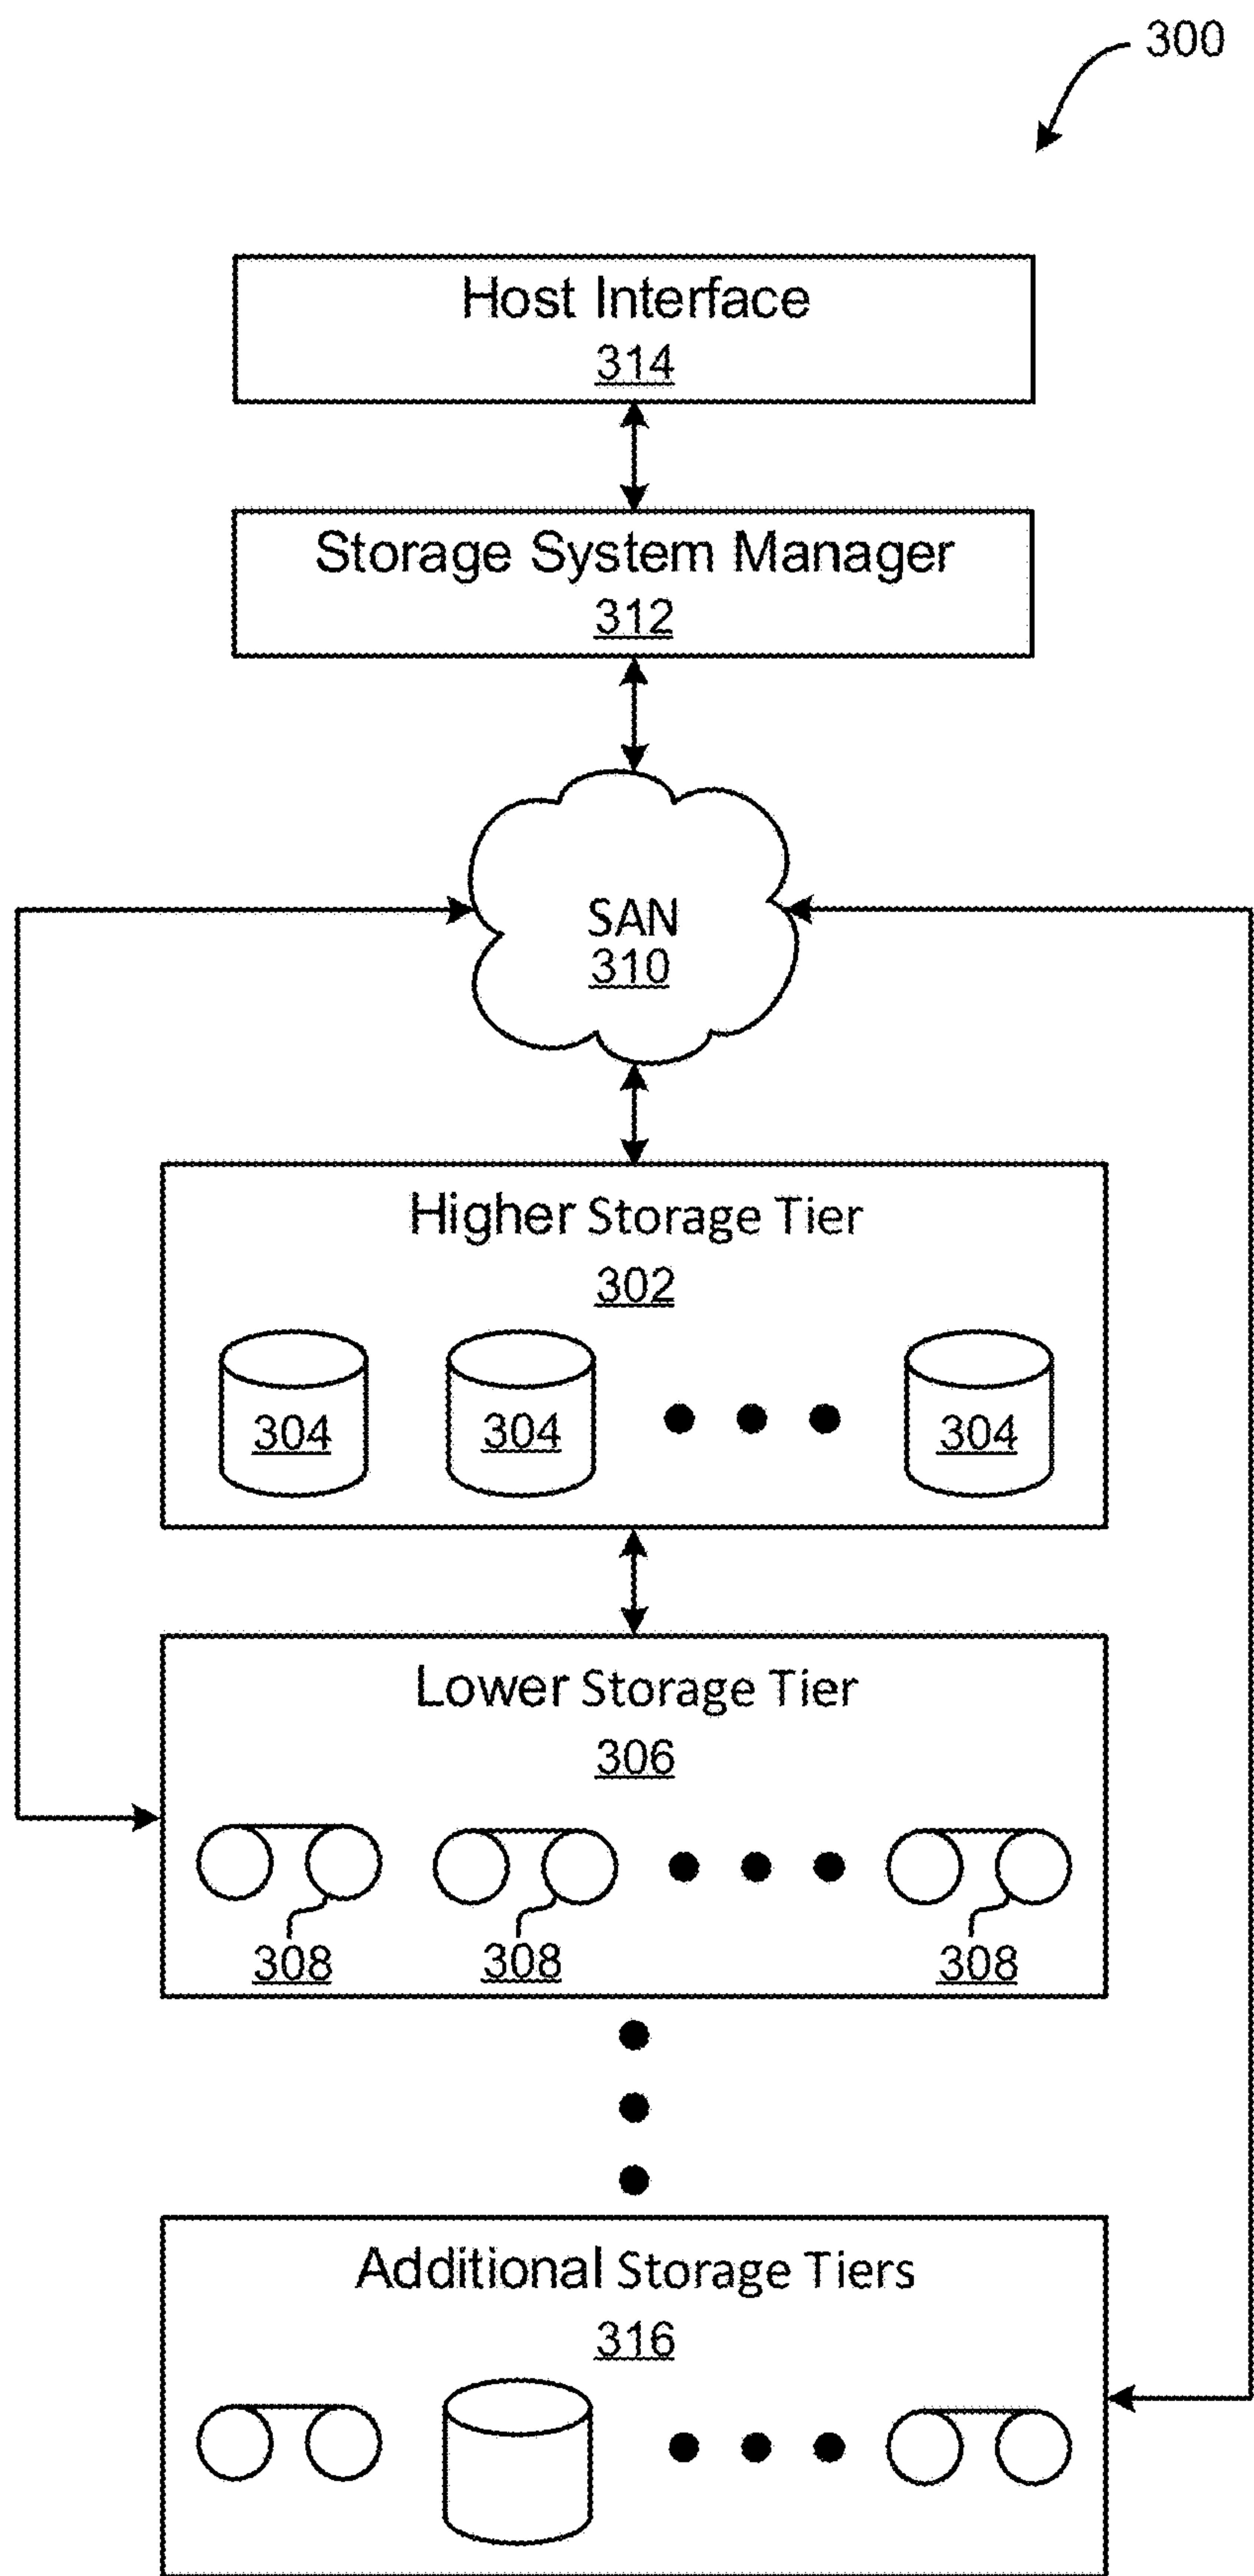 300
Host Interface
314
Storage System Manager
312
SAN
310
Higher Storage Tier
302
304 304 304
Lower Storage Tier
306
308 308 308
Additional Storage Tiers
316